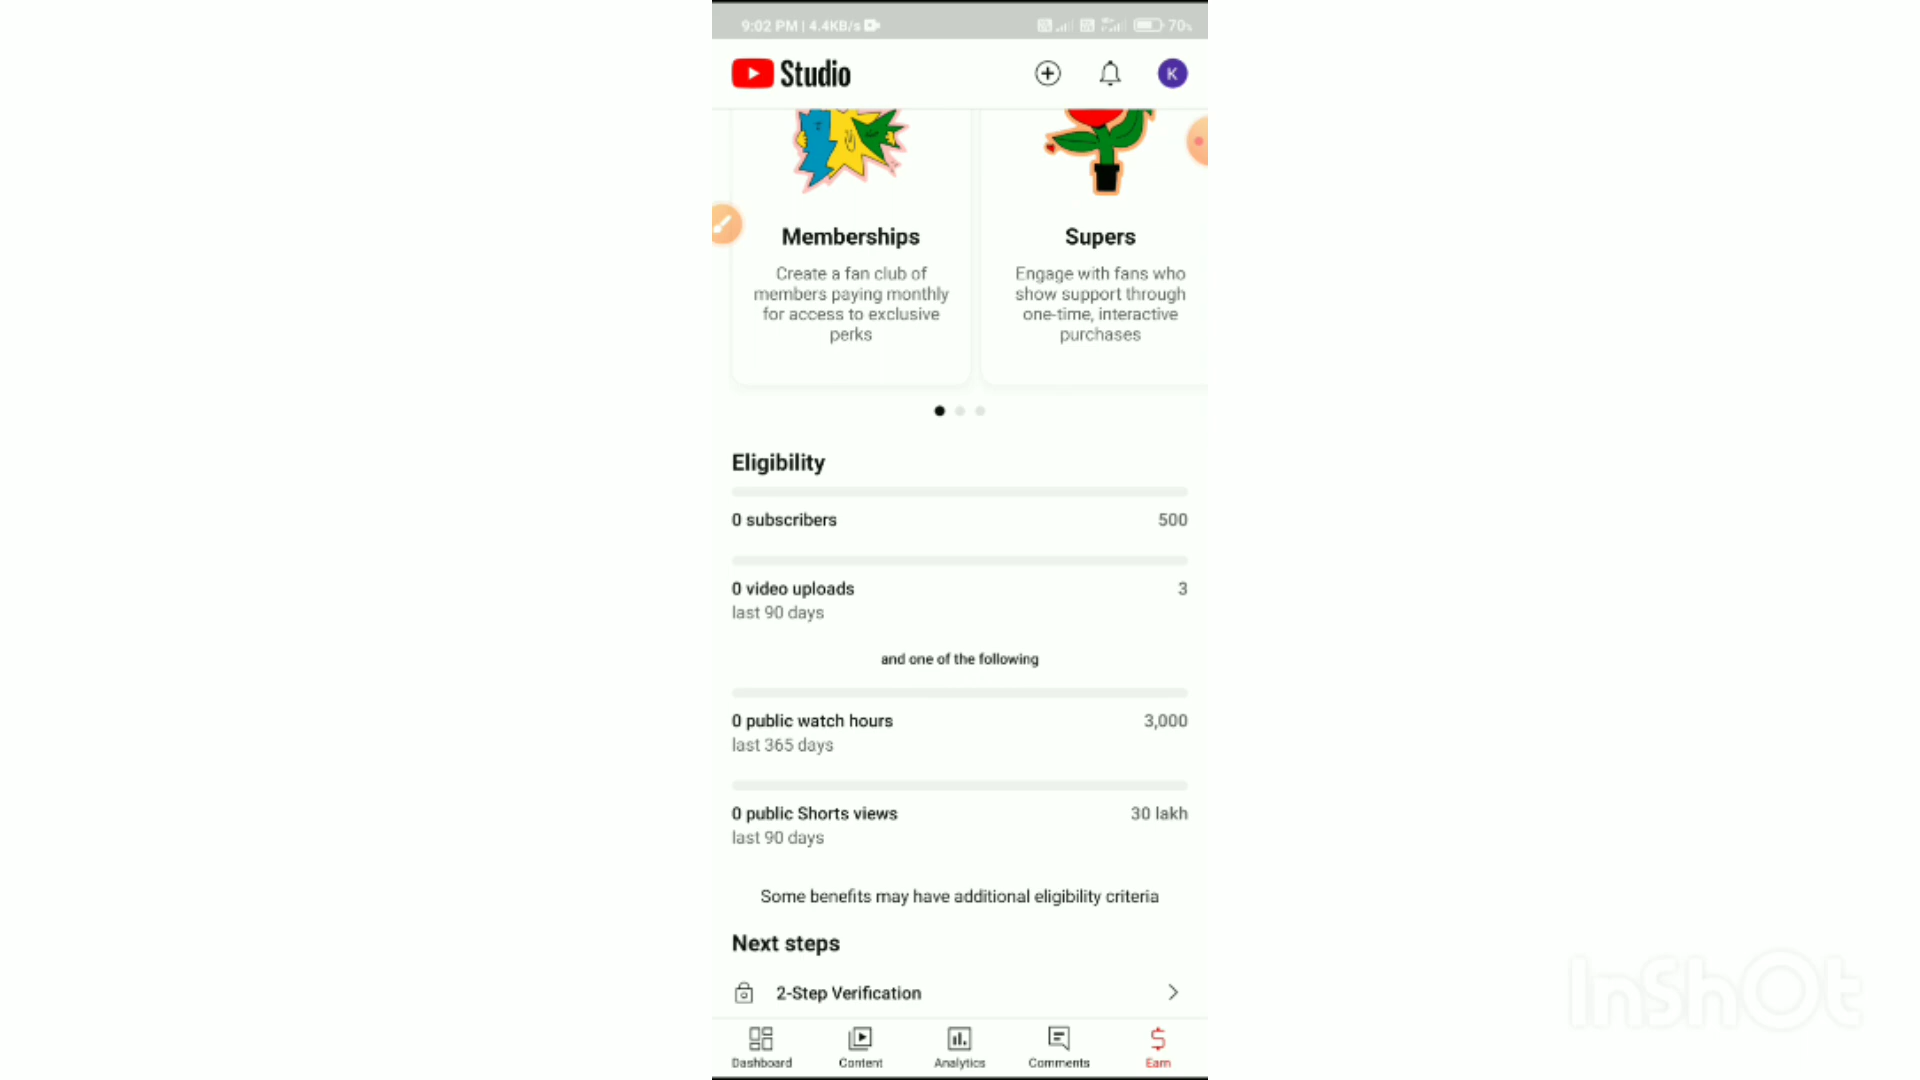 9:02 PM | 4.4KB/s
70%
Studio
K
Memberships
Create a fan club of
members paying monthly
for access to exclusive
perks
Supers
Engage with fans who
show support through
one-time, interactive
purchases
Eligibility
0 subscribers 500
0 video uploads 3
last 90 days
and one of the following
0 public watch hours 3,000
last 365 days
0 public Shorts views 30 lakh
last 90 days
Some benefits may have additional eligibility criteria
Next steps
2-Step Verification
Dashboard Content Analytics Comments Earn
InShOt